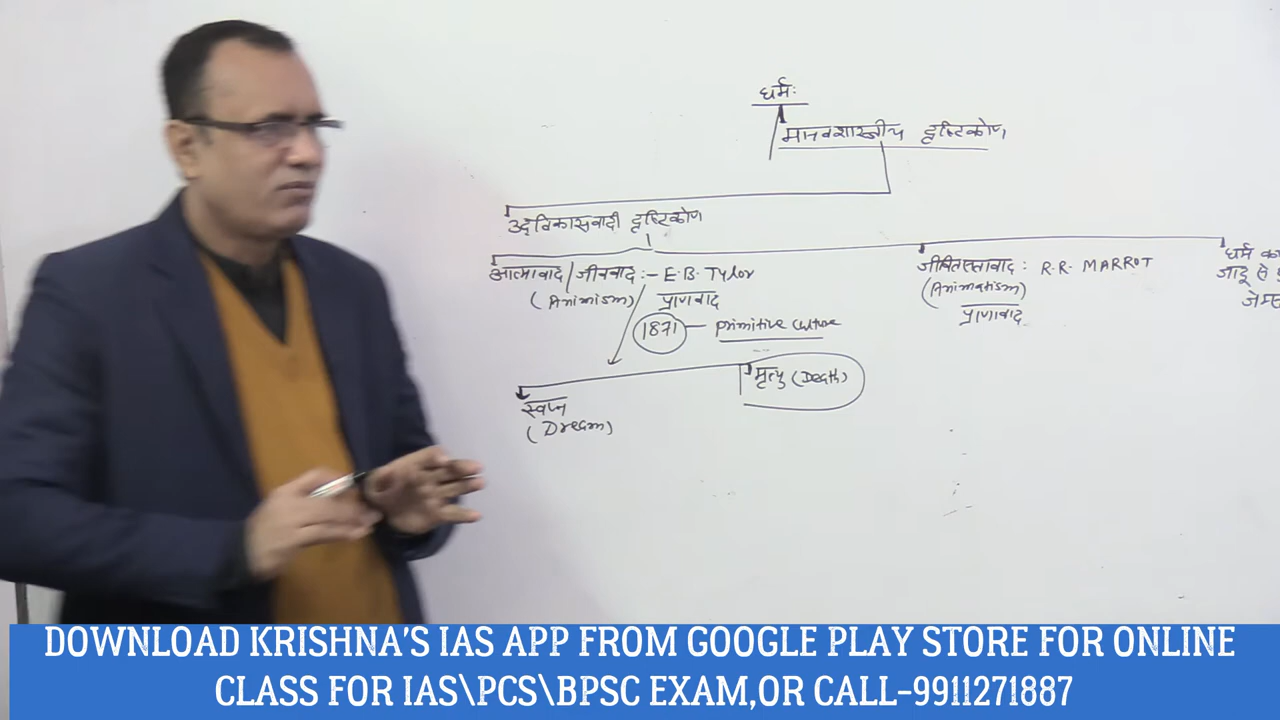 धर्म:
मानवशास्त्रीय दृष्टिकोण
उद्विकासवादी दृष्टिकोण
आत्मावाद/जीववाद:- E.B. Tylor
(Animism) प्राणवाद
1871 — primitive culture
स्वप्न
(Dream)
मृत्यु (Death)
जीवितसत्तावाद: R.R. MARROT
(Animatism)
प्राणावाद
धर्म का
जादू से
जेम्स
DOWNLOAD KRISHNA'S IAS APP FROM GOOGLE PLAY STORE FOR ONLINE
CLASS FOR IAS\PCS\BPSC EXAM,OR CALL-9911271887